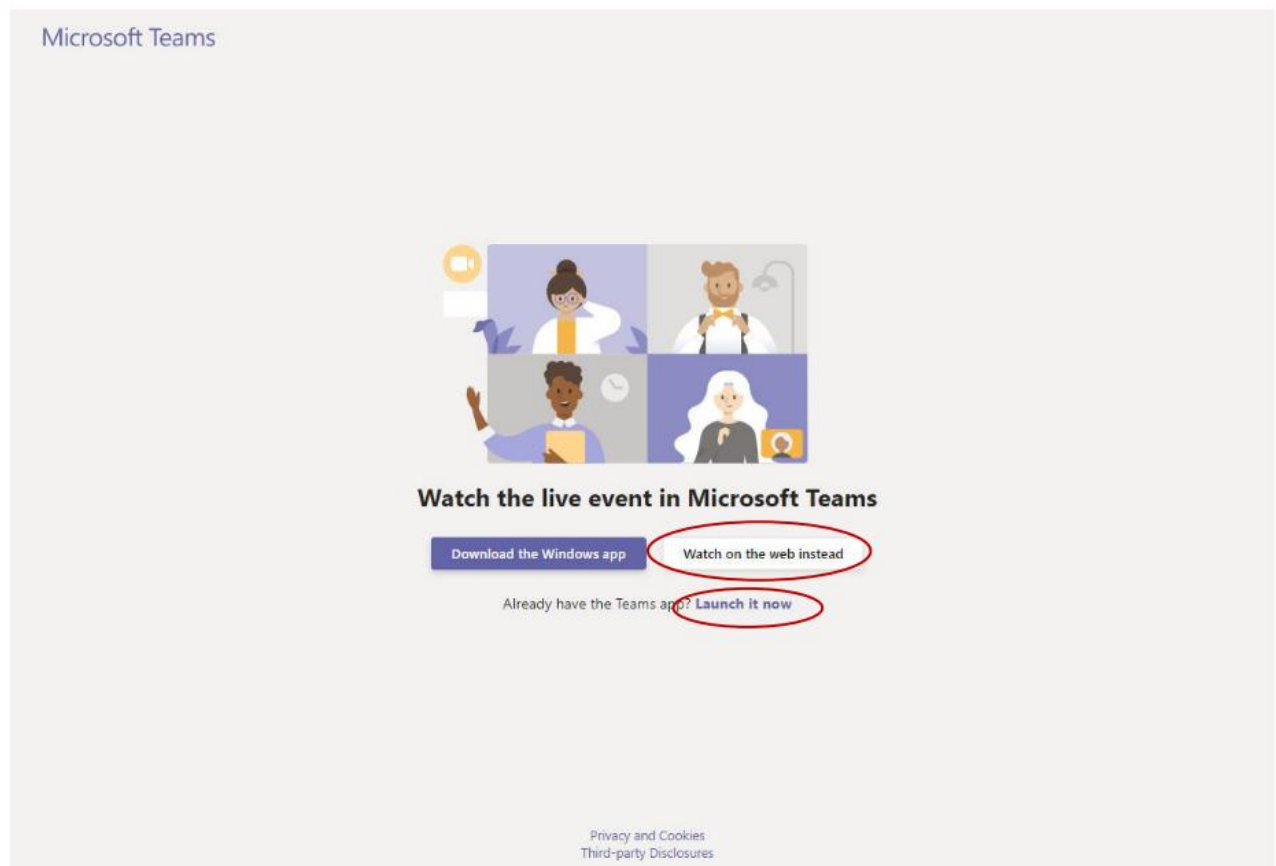 Microsoft Teams
Watch the live event in Microsoft Teams
Download the Windows app
Watch on the web instead
Already have the Teams app? Launch it now
Privacy and Cookies
Third-party Disclosures